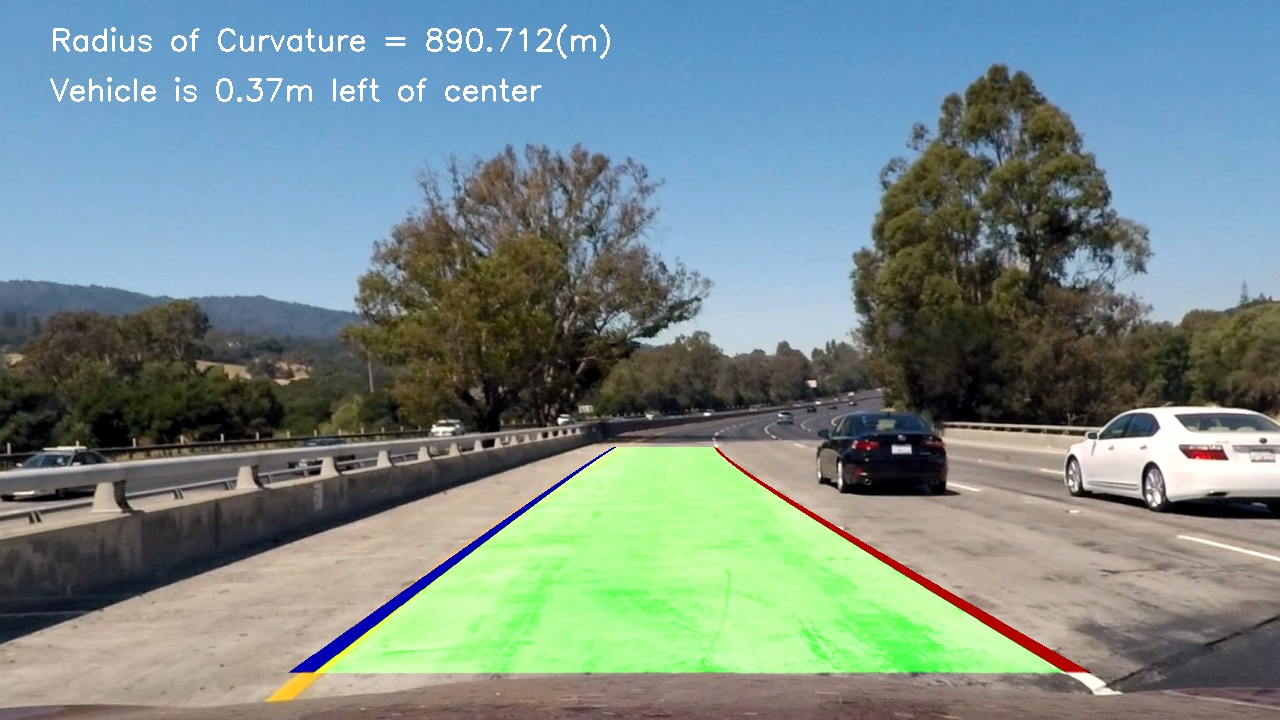 Radius of Curvature = 890.712(m)
Vehicle is 0.37m left of center